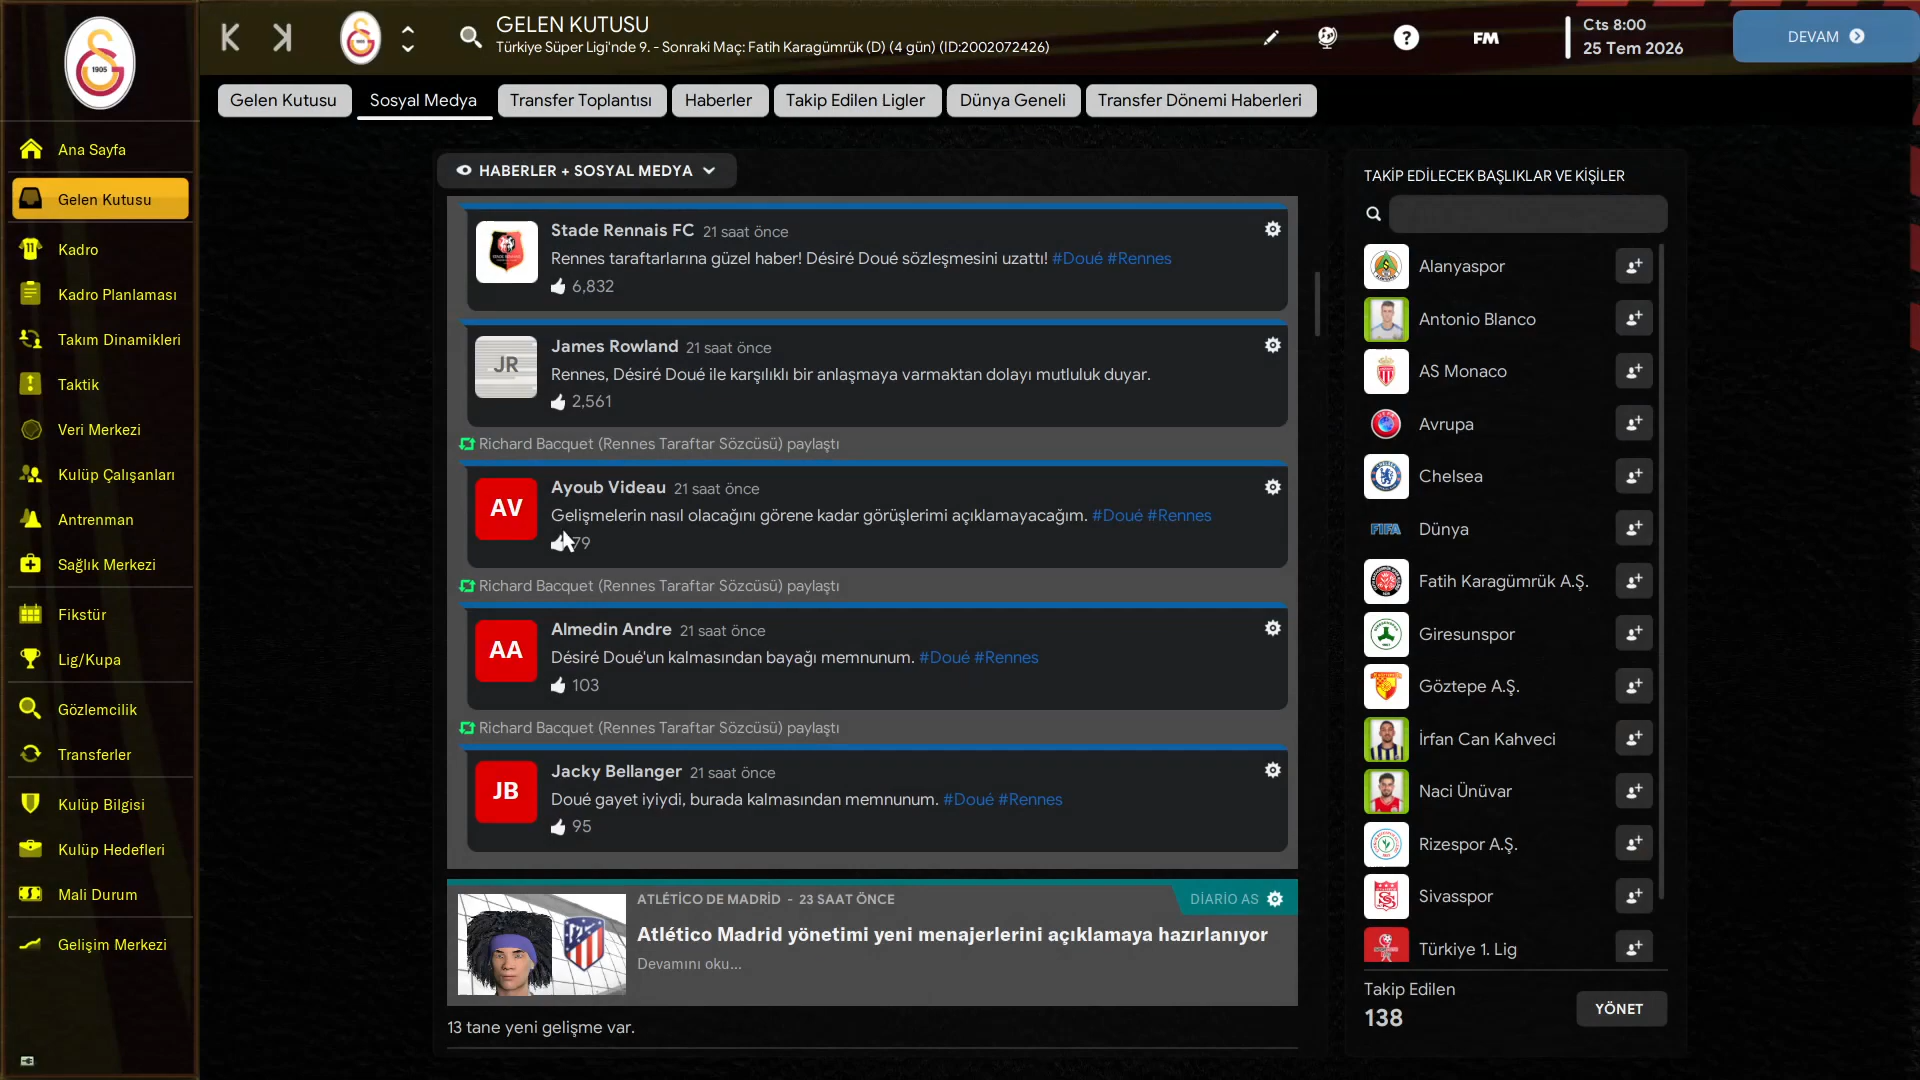 GELEN KUTUSU
Türkiye Süper Ligi'nde 9. - Sonraki Maç: Fatih Karagümrük (D) (4 gün) (ID:2002072426)
FM
Cts 8:00
25 Tem 2026
DEVAM
1905
Gelen Kutusu
Sosyal Medya
Transfer Toplantısı
Haberler
Takip Edilen Ligler
Dünya Geneli
Transfer Dönemi Haberleri
Ana Sayfa
Gelen Kutusu
Kadro
Kadro Planlaması
Takım Dinamikleri
Taktik
Veri Merkezi
Kulüp Çalışanları
Antrenman
Sağlık Merkezi
Fikstür
Lig/Kupa
Gözlemcilik
Transferler
Kulüp Bilgisi
Kulüp Hedefleri
Mali Durum
Gelişim Merkezi
HABERLER + SOSYAL MEDYA
Stade Rennais FC 21 saat önce
Rennes taraftarlarına güzel haber! Désiré Doué sözleşmesini uzattı! #Doué #Rennes
6,832
JR
James Rowland 21 saat önce
Rennes, Désiré Doué ile karşılıklı bir anlaşmaya varmaktan dolayı mutluluk duyar.
2,561
Richard Bacquet (Rennes Taraftar Sözcüsü) paylaştı
AV
Ayoub Videau 21 saat önce
Gelişmelerin nasıl olacağını görene kadar görüşlerimi açıklamayacağım. #Doué #Rennes
79
Richard Bacquet (Rennes Taraftar Sözcüsü) paylaştı
AA
Almedin Andre 21 saat önce
Désiré Doué'un kalmasından bayağı memnunum. #Doué #Rennes
103
Richard Bacquet (Rennes Taraftar Sözcüsü) paylaştı
JB
Jacky Bellanger 21 saat önce
Doué gayet iyiydi, burada kalmasından memnunum. #Doué #Rennes
95
ATLÉTİCO DE MADRİD - 23 SAAT ÖNCE
DİARİO AS
Atlético Madrid yönetimi yeni menajerlerini açıklamaya hazırlanıyor
Devamını oku...
13 tane yeni gelişme var.
TAKİP EDİLECEK BAŞLIKLAR VE KİŞİLER
Alanyaspor
Antonio Blanco
AS Monaco
Avrupa
Chelsea
FIFA
Dünya
Fatih Karagümrük A.Ş.
Giresunspor
Göztepe A.Ş.
İrfan Can Kahveci
Naci Ünüvar
Rizespor A.Ş.
Sivasspor
Türkiye 1. Lig
Takip Edilen
138
YÖNET